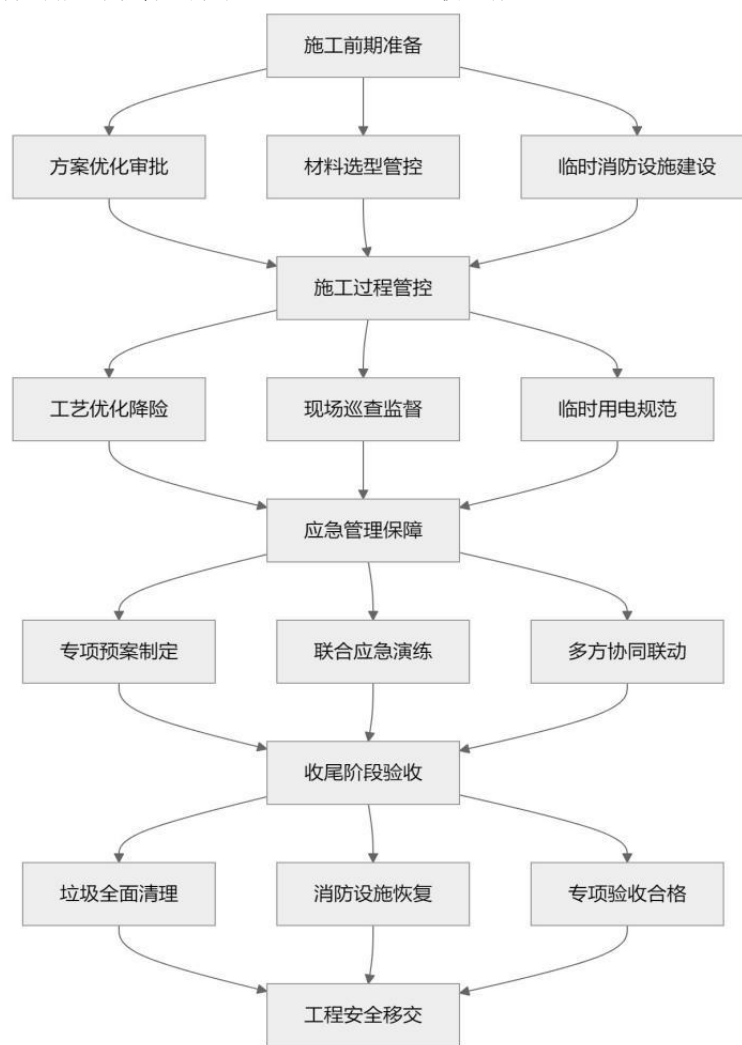 施工前期准备
方案优化审批
材料选型管控
临时消防设施建设
施工过程管控
工艺优化降险
现场巡查监督
临时用电规范
应急管理保障
专项预案制定
联合应急演练
多方协同联动
收尾阶段验收
垃圾全面清理
消防设施恢复
专项验收合格
工程安全移交